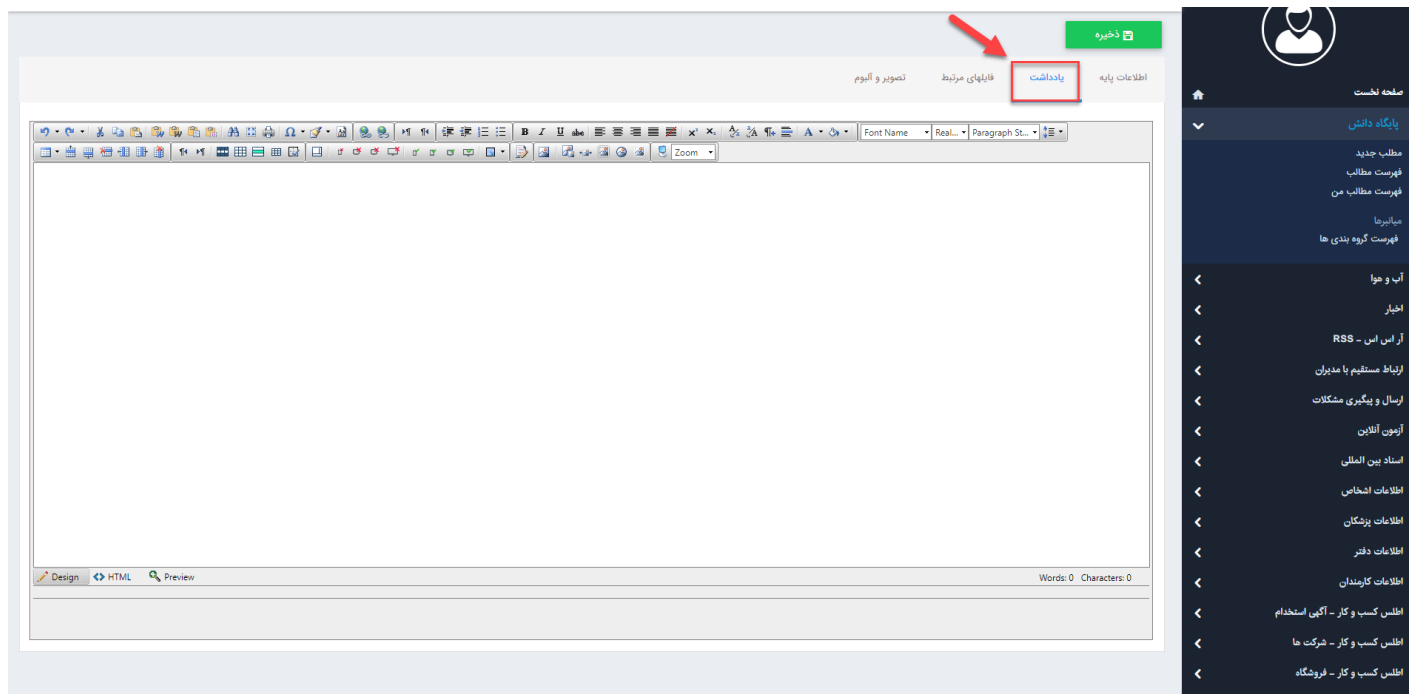 ذخیره
اطلاعات پایه
یادداشت
فایلهای مرتبط
تصویر و آلبوم
Font Name
Real...
Paragraph St...
Zoom
Design
HTML
Preview
Words: 0 Characters: 0
صفحه نخست
پایگاه دانش
مطلب جدید
فهرست مطالب
فهرست مطالب من
میانبرها
فهرست گروه بندی ها
آب و هوا
اخبار
آر اس اس - RSS
ارتباط مستقیم با مدیران
ارسال و پیگیری مشکلات
آزمون آنلاین
اسناد بین المللی
اطلاعات اشخاص
اطلاعات پزشکان
اطلاعات دفتر
اطلاعات کارمندان
اطلس کسب و کار - آگهی استخدام
اطلس کسب و کار - شرکت ها
اطلس کسب و کار - فروشگاه